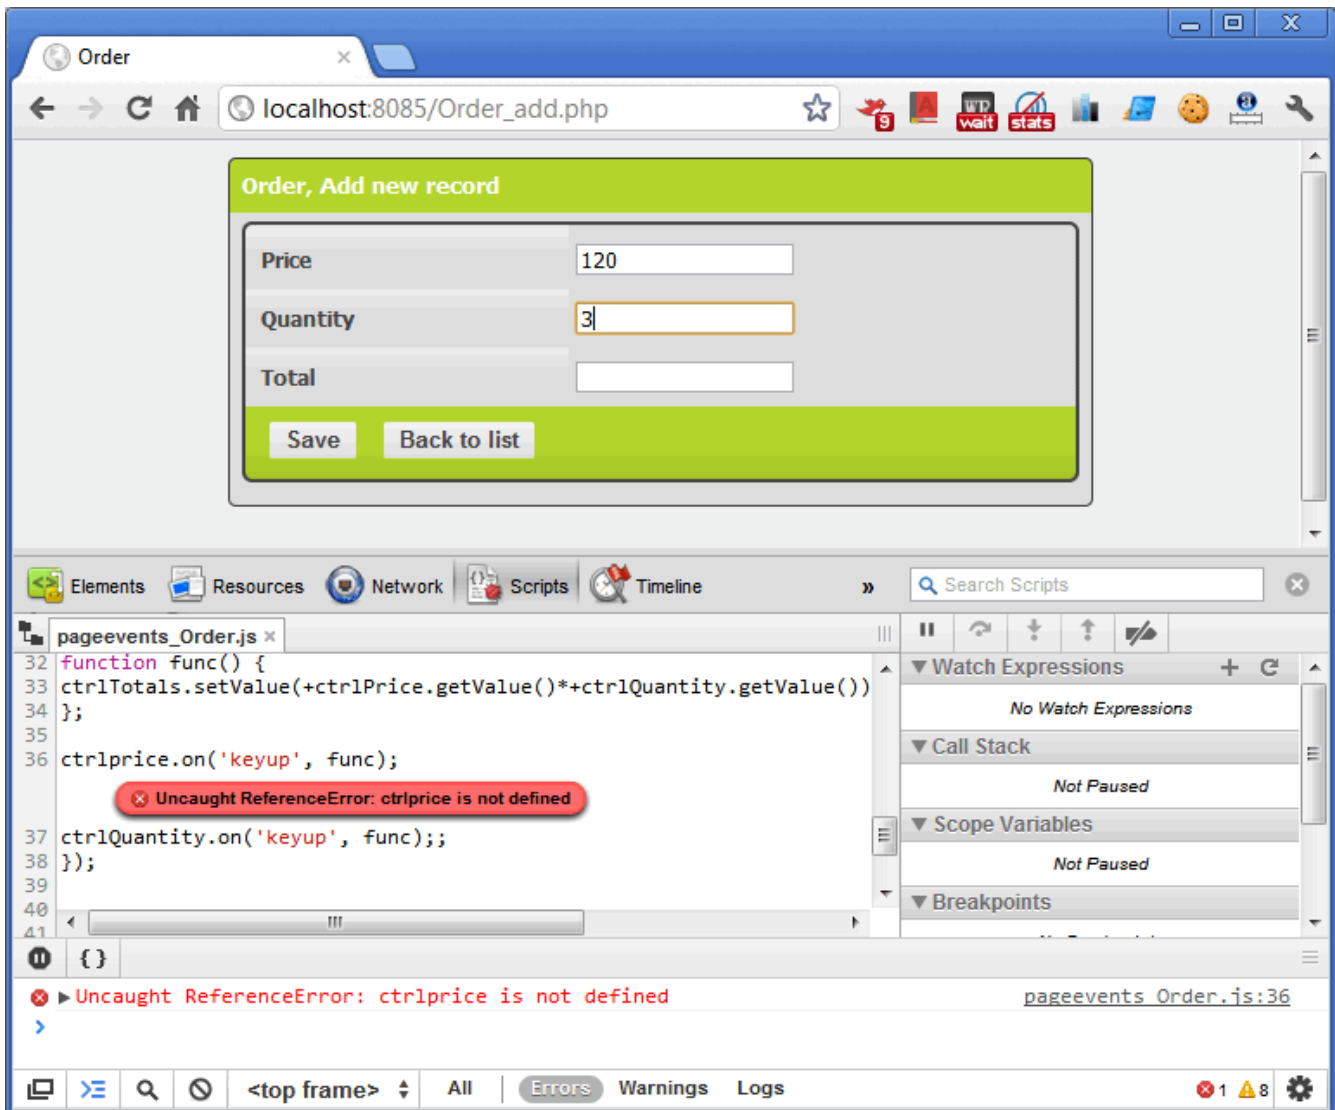 Order
localhost:8085/Order_add.php
9
A
WP
wait
stats
a
Order, Add new record
Price
120
Quantity
3
Total
Save
Back to list
Elements
Resources
Network
Scripts
Timeline
»
Search Scripts
pageevents_Order.js ×
32 function func() {
33 ctrlTotals.setValue(+ctrlPrice.getValue()*+ctrlQuantity.getValue())
34 };
35
36 ctrlprice.on('keyup', func);
Uncaught ReferenceError: ctrlprice is not defined
37 ctrlQuantity.on('keyup', func);;
38 });
39
40
41
Watch Expressions
No Watch Expressions
Call Stack
Not Paused
Scope Variables
Not Paused
Breakpoints
{}
Uncaught ReferenceError: ctrlprice is not defined
pageevents_Order.js:36
<top frame>
All
Errors
Warnings
Logs
1
8